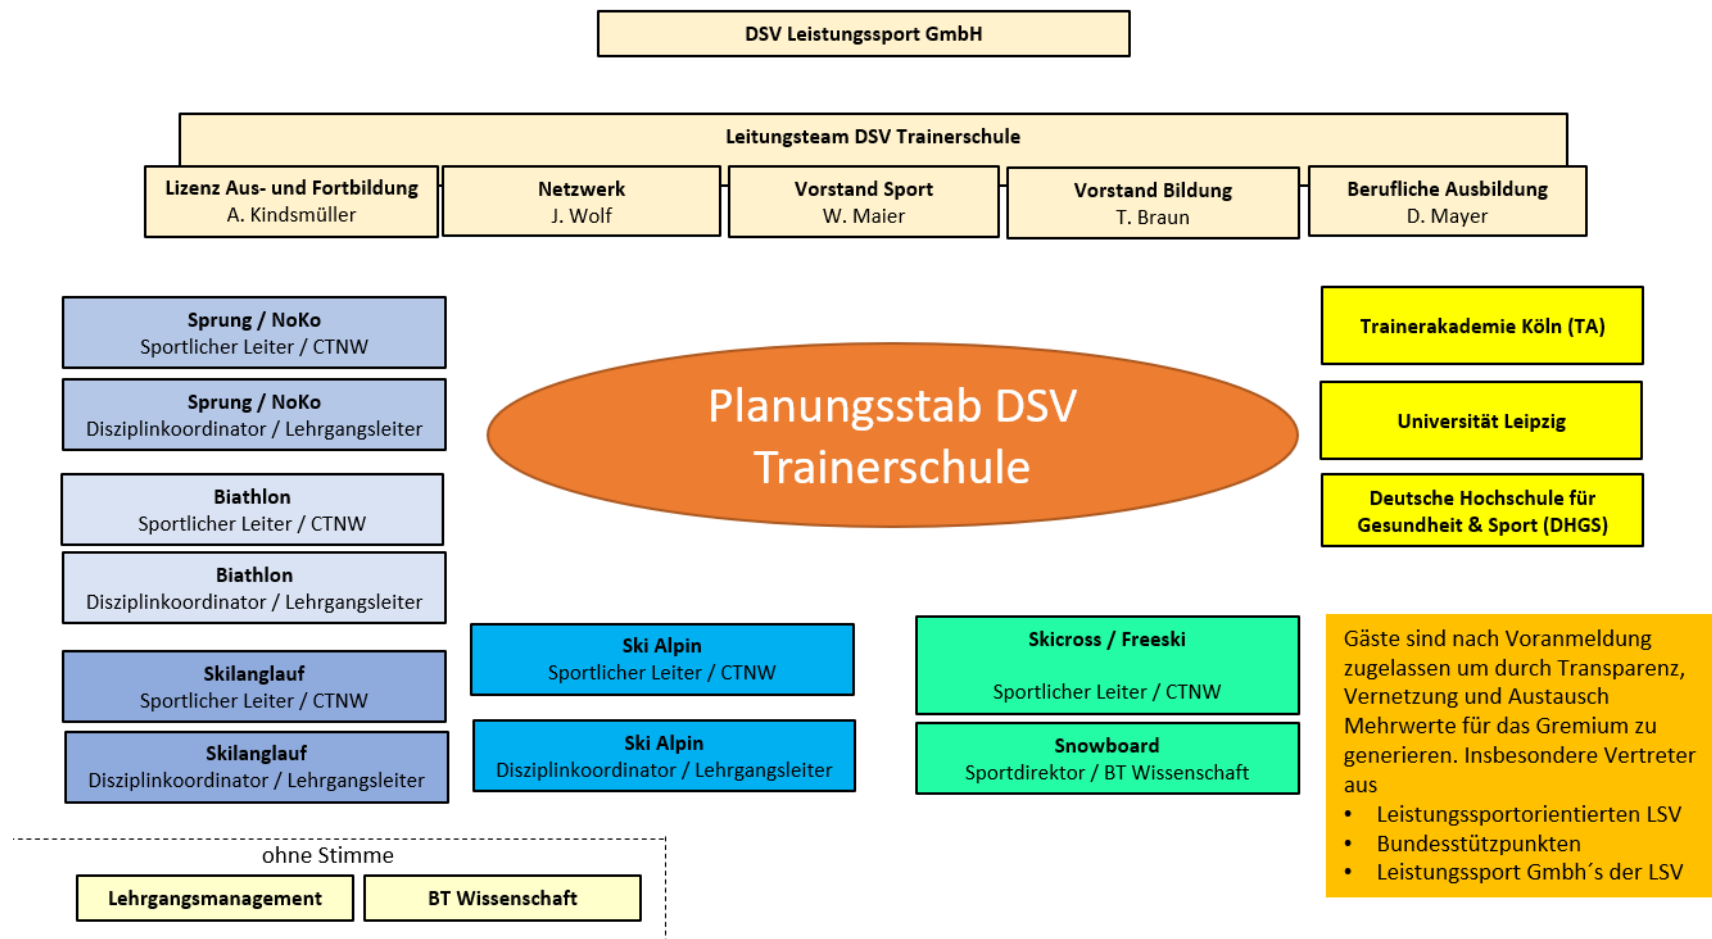 DSV Leistungssport GmbH
Leitungsteam DSV Trainerschule
Lizenz Aus- und Fortbildung
A. Kindsmüller
Netzwerk
J. Wolf
Vorstand Sport
W. Maier
Vorstand Bildung
T. Braun
Berufliche Ausbildung
D. Mayer
Sprung / NoKo
Sportlicher Leiter / CTNW
Sprung / NoKo
Disziplinkoordinator / Lehrgangsleiter
Biathlon
Sportlicher Leiter / CTNW
Biathlon
Disziplinkoordinator / Lehrgangsleiter
Skilanglauf
Sportlicher Leiter / CTNW
Skilanglauf
Disziplinkoordinator / Lehrgangsleiter
Planungsstab DSV
Trainerschule
Ski Alpin
Sportlicher Leiter / CTNW
Ski Alpin
Disziplinkoordinator / Lehrgangsleiter
Skicross / Freeski
Sportlicher Leiter / CTNW
Snowboard
Sportdirektor / BT Wissenschaft
Trainerakademie Köln (TA)
Universität Leipzig
Deutsche Hochschule für
Gesundheit & Sport (DHGS)
Gäste sind nach Voranmeldung
zugelassen um durch Transparenz,
Vernetzung und Austausch
Mehrwerte für das Gremium zu
generieren. Insbesondere Vertreter
aus
• Leistungssportorientierten LSV
• Bundesstützpunkten
• Leistungssport Gmbh´s der LSV
ohne Stimme
Lehrgangsmanagement
BT Wissenschaft